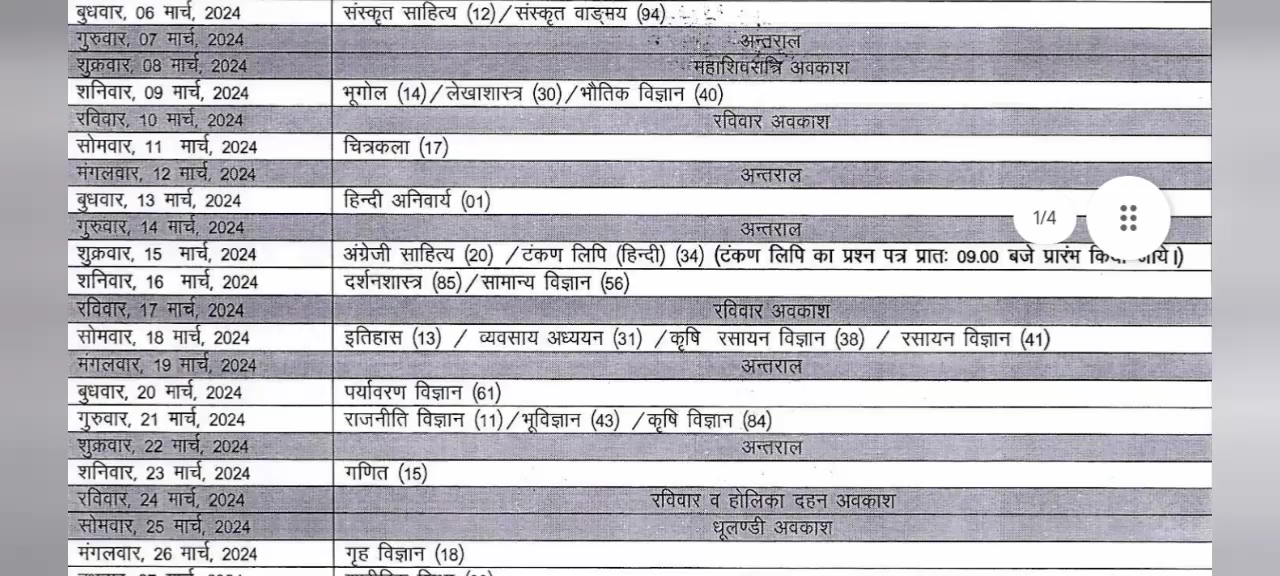 बुधवार, 06 मार्च, 2024 संस्कृत साहित्य (12)/संस्कृत वाङ्मय (94)
गुरुवार, 07 मार्च, 2024 अन्तराल
शुक्रवार, 08 मार्च, 2024 महाशिवरात्रि अवकाश
शनिवार, 09 मार्च, 2024 भूगोल (14)/लेखाशास्त्र (30)/भौतिक विज्ञान (40)
रविवार, 10 मार्च, 2024 रविवार अवकाश
सोमवार, 11 मार्च, 2024 चित्रकला (17)
मंगलवार, 12 मार्च, 2024 अन्तराल
बुधवार, 13 मार्च, 2024 हिन्दी अनिवार्य (01)
1/4
गुरुवार, 14 मार्च, 2024 अन्तराल
शुक्रवार, 15 मार्च, 2024 अंग्रेजी साहित्य (20) /टंकण लिपि (हिन्दी) (34) (टंकण लिपि का प्रश्न पत्र प्रातः 09.00 बजे प्रारंभ
शनिवार, 16 मार्च, 2024 दर्शनशास्त्र (85)/सामान्य विज्ञान (56)
रविवार, 17 मार्च, 2024 रविवार अवकाश
सोमवार, 18 मार्च, 2024 इतिहास (13) / व्यवसाय अध्ययन (31) /कृषि रसायन विज्ञान (38) / रसायन विज्ञान (41)
मंगलवार, 19 मार्च, 2024 अन्तराल
बुधवार, 20 मार्च, 2024 पर्यावरण विज्ञान (61)
गुरुवार, 21 मार्च, 2024 राजनीति विज्ञान (11)/भूविज्ञान (43) /कृषि विज्ञान (84)
शुक्रवार, 22 मार्च, 2024 अन्तराल
शनिवार, 23 मार्च, 2024 गणित (15)
रविवार, 24 मार्च, 2024 रविवार व होलिका दहन अवकाश
सोमवार, 25 मार्च, 2024 धूलण्डी अवकाश
मंगलवार, 26 मार्च, 2024 गृह विज्ञान (18)